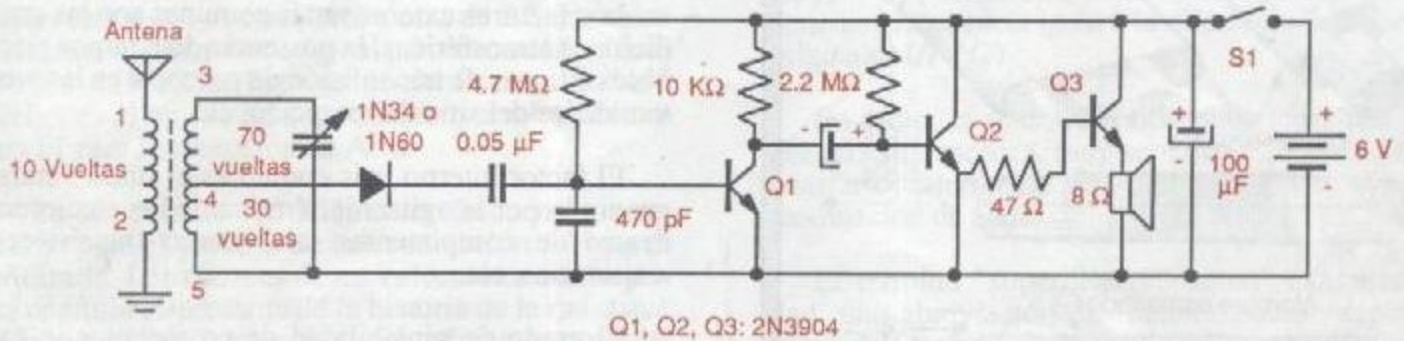 Antena
3
1
10 Vueltas
2
70
vueltas
4
30
vueltas
5
1N34 o
1N60
0.05 µF
4.7 MΩ
470 pF
10 KΩ
2.2 MΩ
- +
Q1
Q2
47 Ω
Q3
8 Ω
+
-
100
µF
S1
+
6 V
-
Q1, Q2, Q3: 2N3904